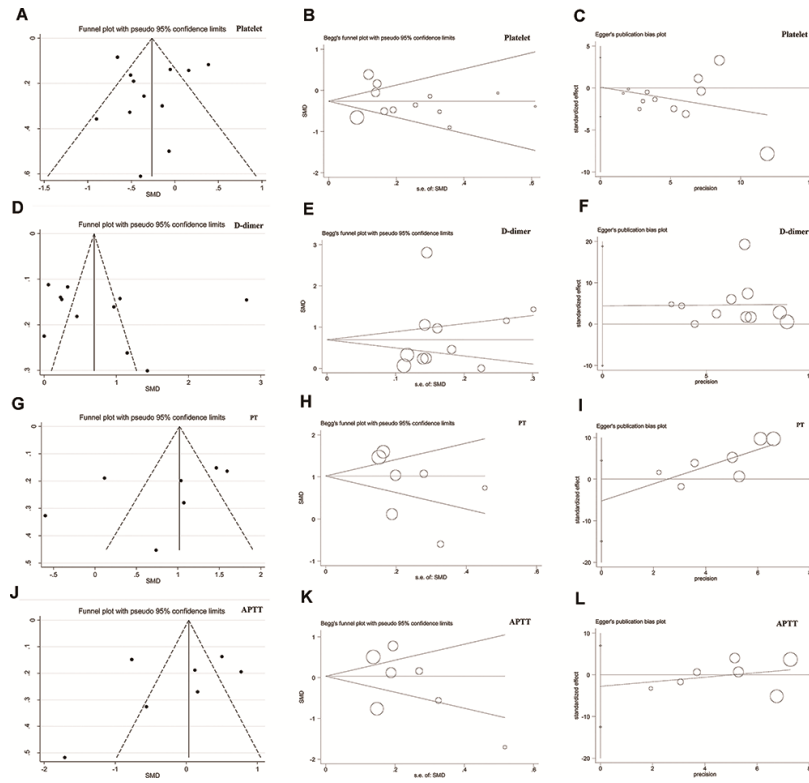 A
Funnel plot with pseudo 95% confidence limits
Platelet
0
.2
.4
.6
-1.5
-1
-.5
0
.5
1
SMD
B
Begg's funnel plot with pseudo 95% confidence limits
Platelet
SMD
1
0
-1
-2
0
.2
.4
.6
s.e. of: SMD
C
Egger's publication bias plot
Platelet
standardized effect
5
0
-5
-10
0
5
10
precision
D
Funnel plot with pseudo 95% confidence limits
D-dimer
0
.1
.2
.3
0
1
2
3
SMD
E
Begg's funnel plot with pseudo 95% confidence limits
D-dimer
SMD
3
2
1
0
0
.1
.2
.3
s.e. of: SMD
F
Egger's publication bias plot
D-dimer
standardized effect
20
10
0
-10
0
5
precision
G
Funnel plot with pseudo 95% confidence limits
PT
0
.1
.2
.3
.4
.5
-.5
0
.5
1
1.5
2
SMD
H
Begg's funnel plot with pseudo 95% confidence limits
PT
SMD
2
1
0
-1
0
.2
.4
.6
s.e. of: SMD
I
Egger's publication bias plot
PT
standardized effect
10
0
-10
-20
0
2
4
6
8
precision
J
Funnel plot with pseudo 95% confidence limits
APTT
0
.1
.2
.3
.4
.5
-2
-1
0
1
SMD
K
Begg's funnel plot with pseudo 95% confidence limits
APTT
SMD
1
0
-1
-2
0
.2
.4
.6
s.e. of: SMD
L
Egger's publication bias plot
APTT
standardized effect
10
0
-10
-20
0
2
4
6
8
precision